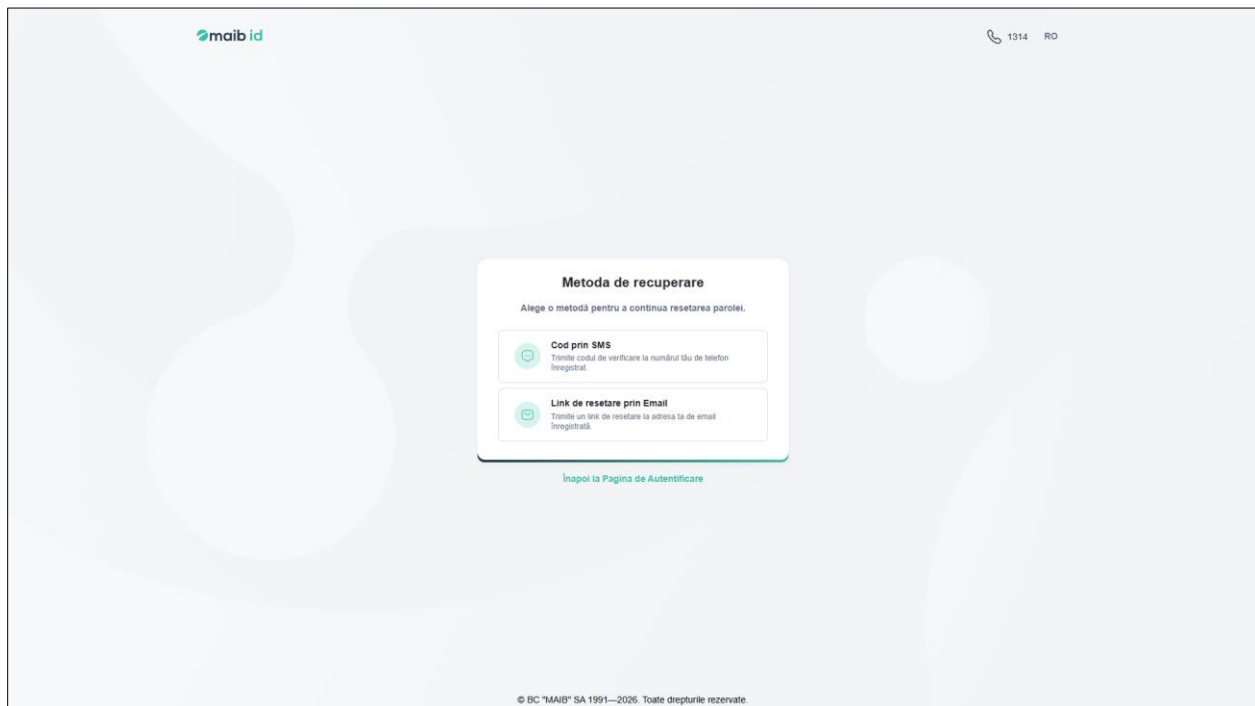 maib id
1314 RO
Metoda de recuperare
Alege o metodă pentru a continua resetarea parolei.
Cod prin SMS
Trimite codul de verificare la numărul tău de telefon
înregistrat.
Link de resetare prin Email
Trimite un link de resetare la adresa ta de email
înregistrată.
Înapoi la Pagina de Autentificare
© BC "MAIB" SA 1991—2026. Toate drepturile rezervate.